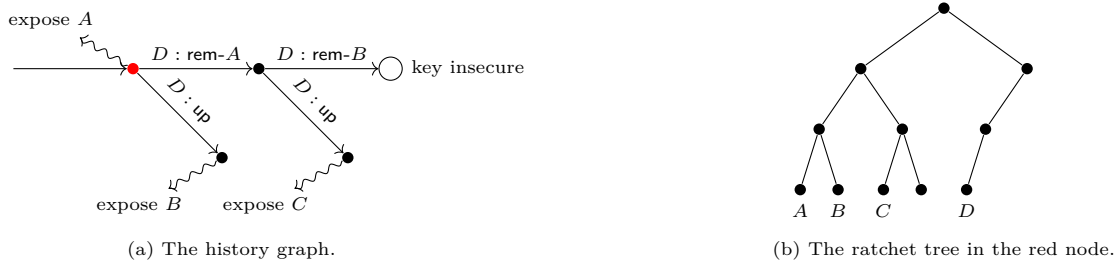 expose A
D : rem-A
D : rem-B
key insecure
D : up
D : up
expose B
expose C
(a) The history graph.
A
B
C
D
(b) The ratchet tree in the red node.